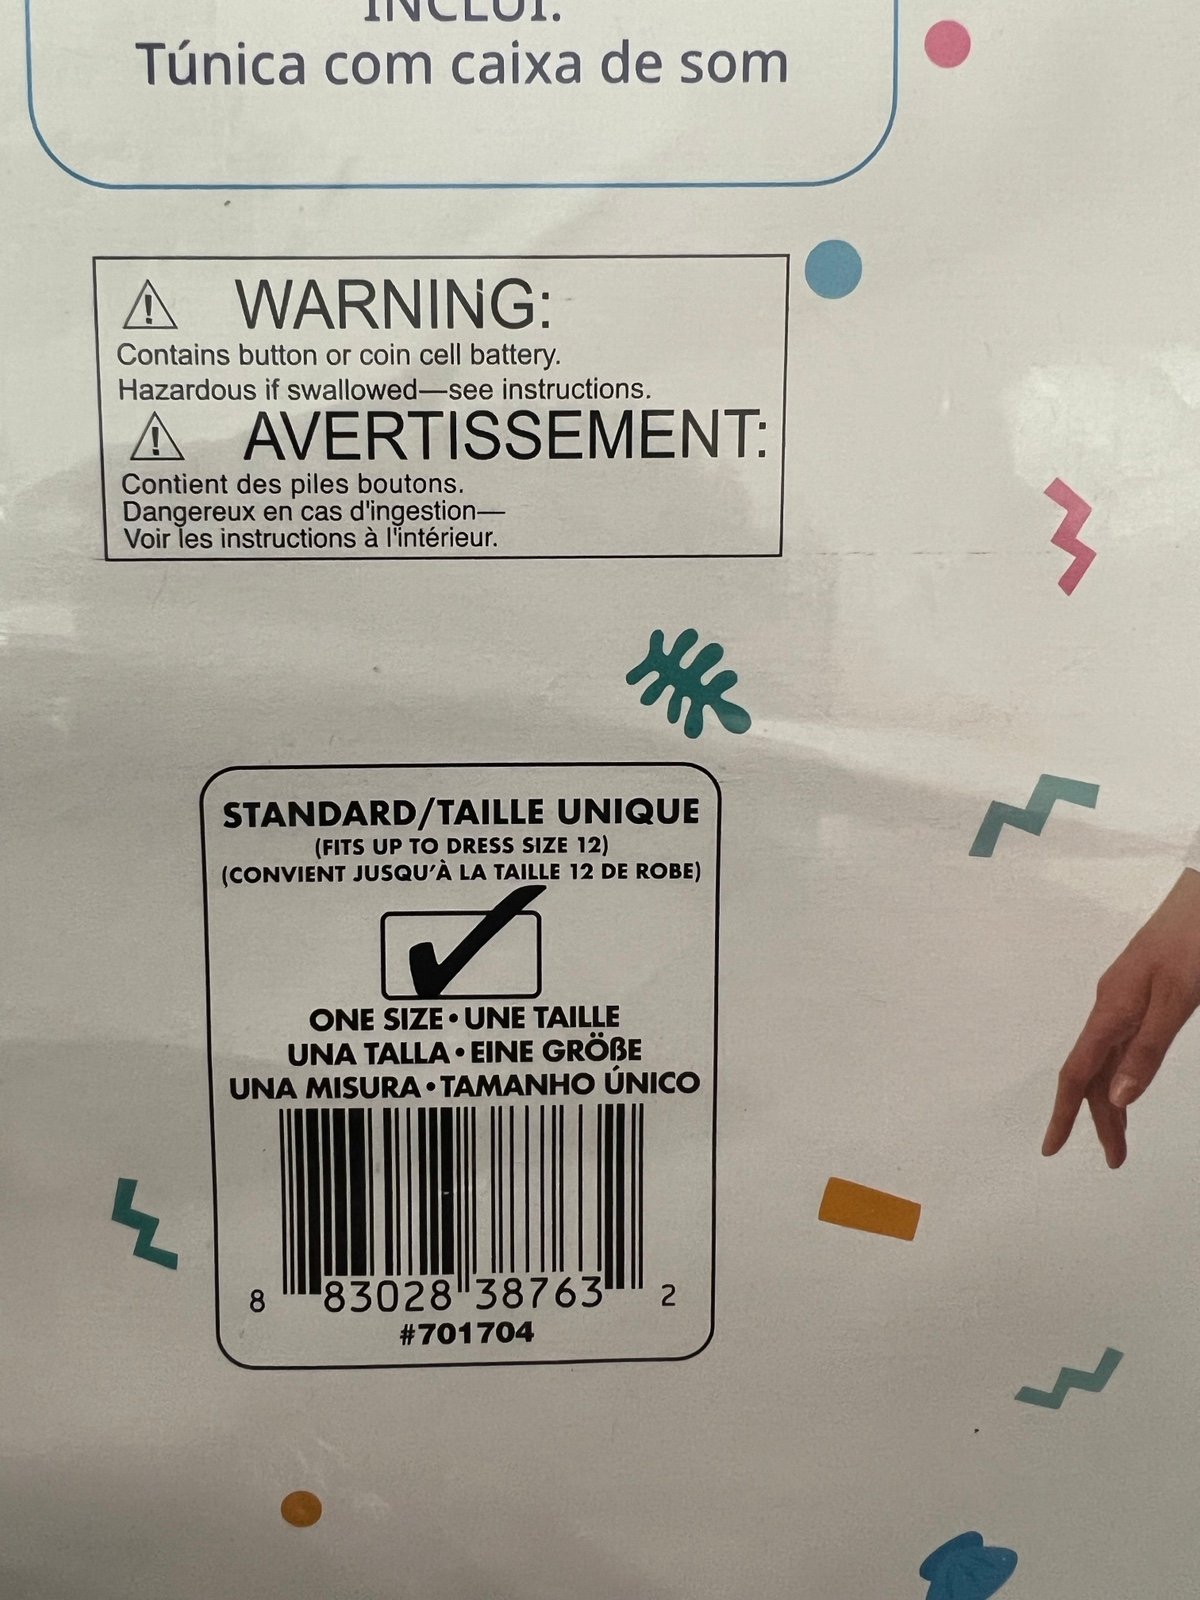 INCLUI:
Túnica com caixa de som
WARNING:
Contains button or coin cell battery.
Hazardous if swallowed—see instructions.
AVERTISSEMENT:
Contient des piles boutons.
Dangereux en cas d'ingestion—
Voir les instructions à l'intérieur.
STANDARD/TAILLE UNIQUE
(FITS UP TO DRESS SIZE 12)
(CONVIENT JUSQU'À LA TAILLE 12 DE ROBE)
ONE SIZE • UNE TAILLE
UNA TALLA • EINE GRÖßE
UNA MISURA • TAMANHO ÚNICO
8 83028 38763 2
#701704